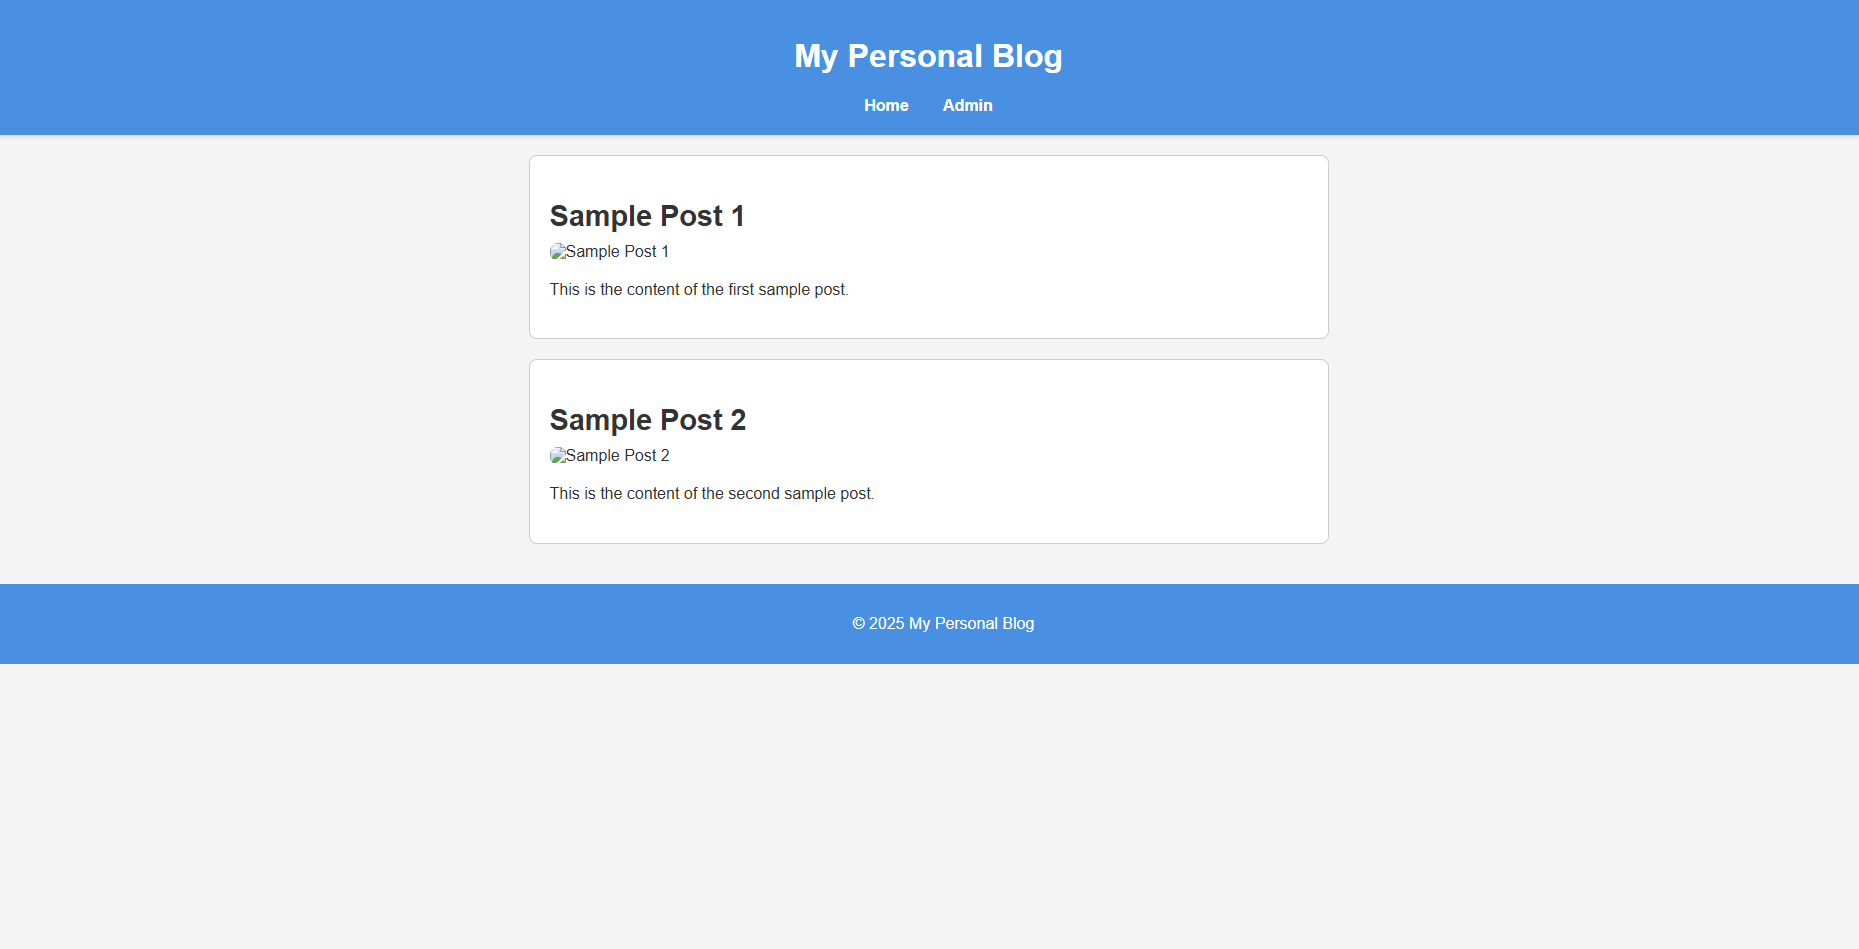 My Personal Blog
Home Admin
Sample Post 1
Sample Post 1
This is the content of the first sample post.
Sample Post 2
Sample Post 2
This is the content of the second sample post.
© 2025 My Personal Blog